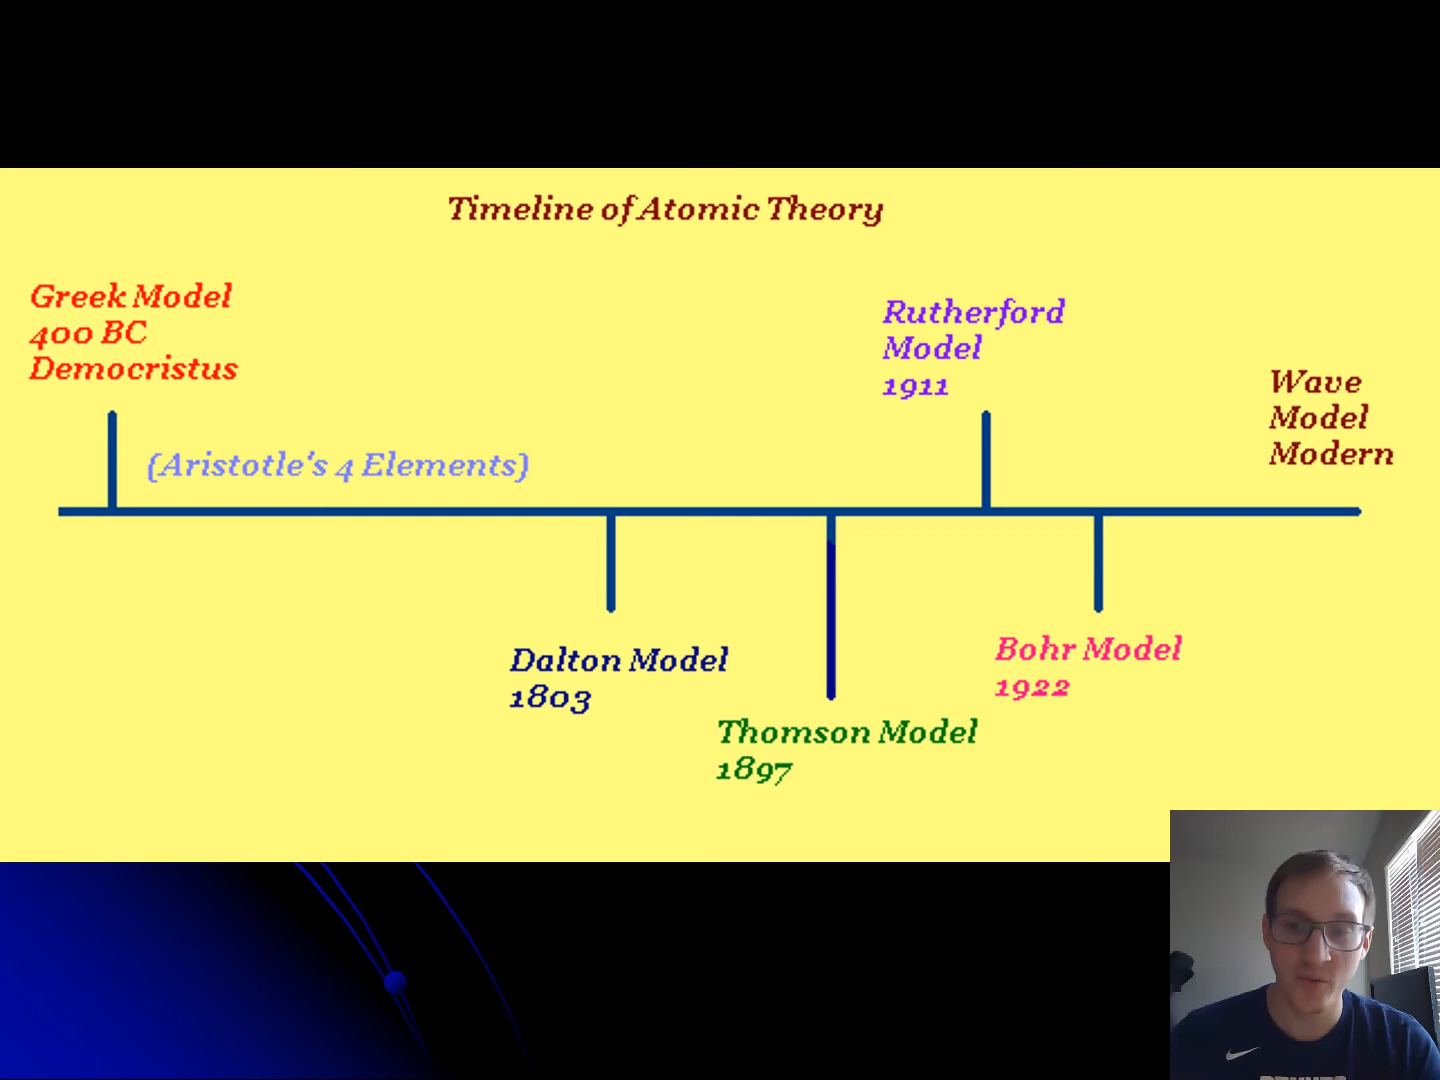 Timeline of Atomic Theory
Greek Model
400 BC
Democristus
(Aristotle's 4 Elements)
Rutherford
Model
1911
Wave
Model
Modern
Dalton Model
1803
Thomson Model
1897
Bohr Model
1922